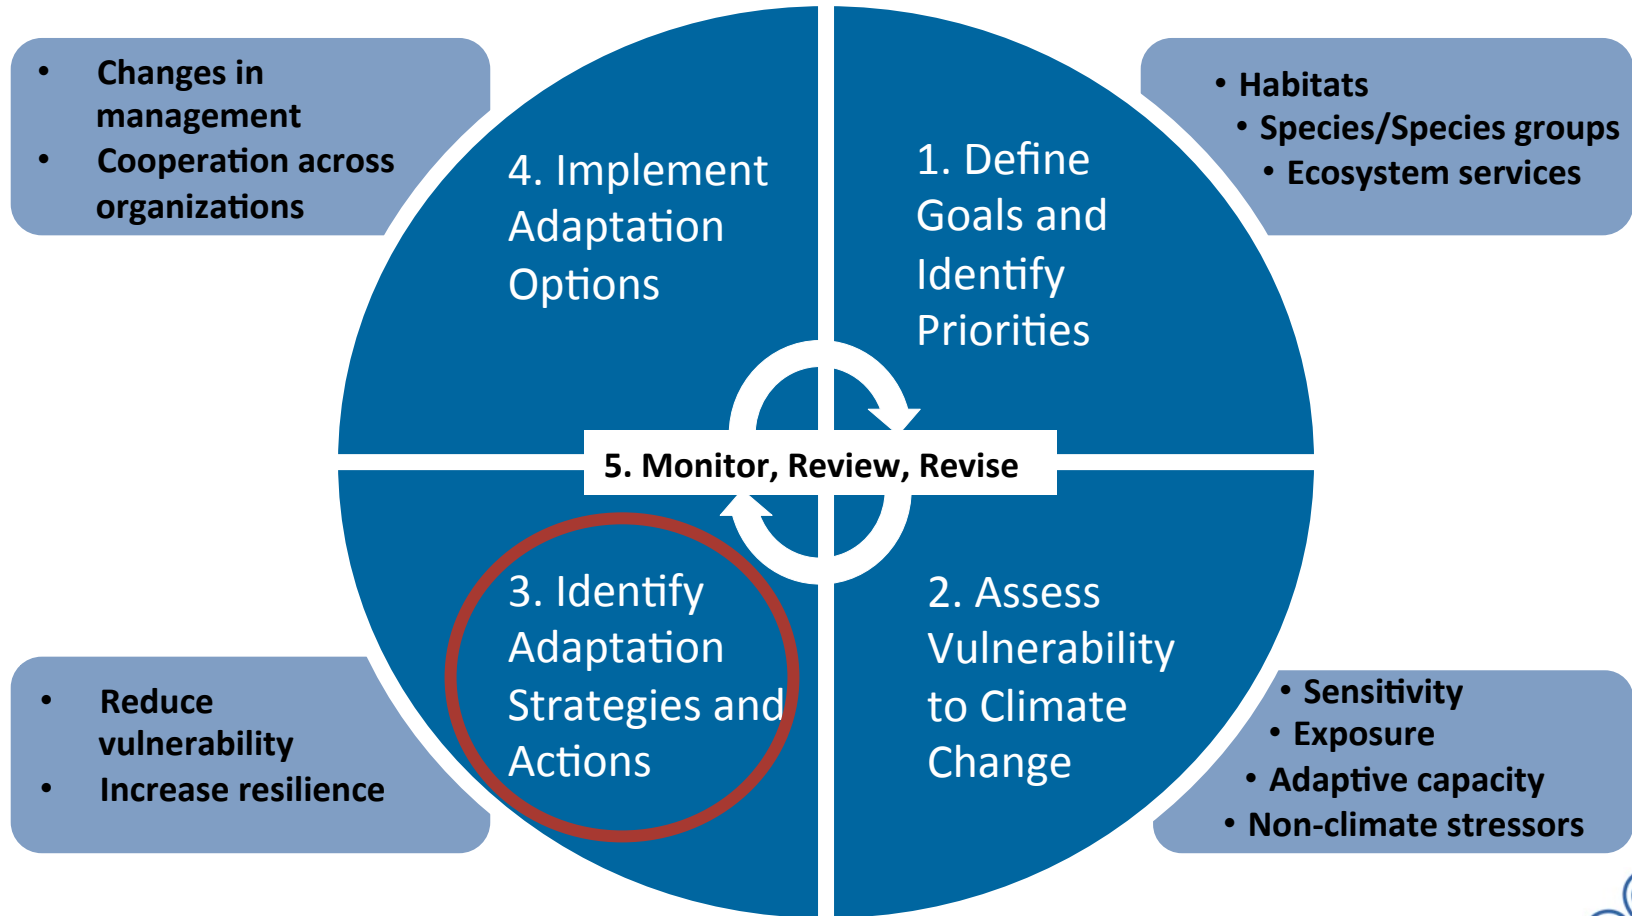 • Changes in
management
• Cooperation across
organizations
4. Implement
Adaptation
Options
1. Define
Goals and
Identify
Priorities
• Habitats
• Species/Species groups
• Ecosystem services
5. Monitor, Review, Revise
• Reduce
vulnerability
• Increase resilience
3. Identify
Adaptation
Strategies and
Actions
2. Assess
Vulnerability
to Climate
Change
• Sensitivity
• Exposure
• Adaptive capacity
• Non-climate stressors